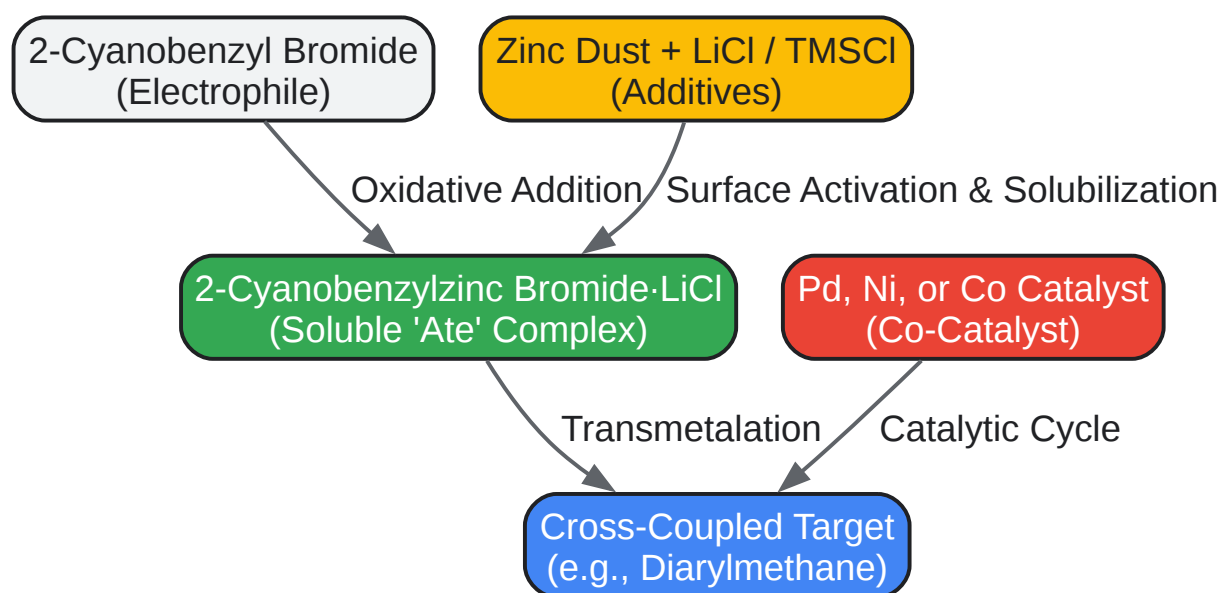 2-Cyanobenzyl Bromide
(Electrophile)
Zinc Dust + LiCl / TMSCl
(Additives)
Oxidative Addition
Surface Activation & Solubilization
2-Cyanobenzylzinc Bromide·LiCl
(Soluble 'Ate' Complex)
Pd, Ni, or Co Catalyst
(Co-Catalyst)
Transmetalation
Catalytic Cycle
Cross-Coupled Target
(e.g., Diarylmethane)